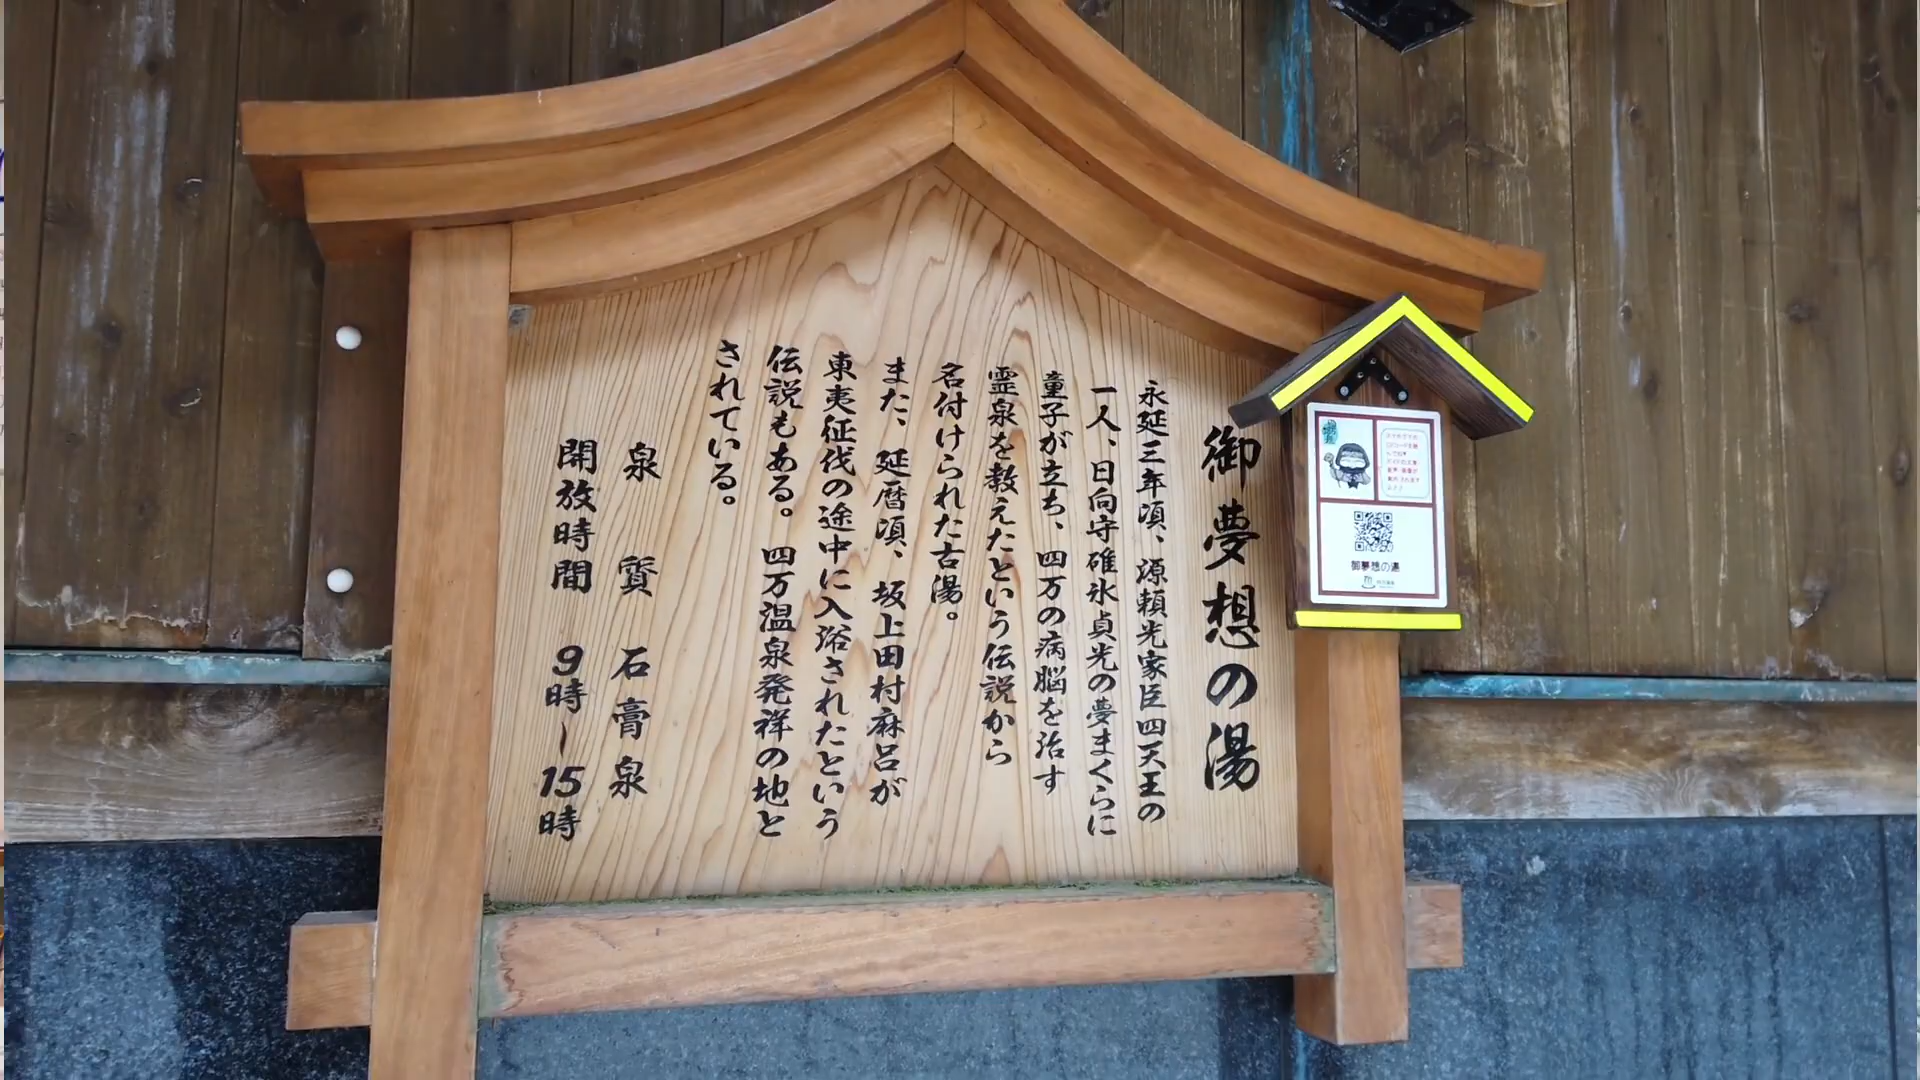 御夢想の湯
永延三年頃、源頼光家臣四天王の
一人、日向守碓氷貞光の夢まくらに
童子が立ち、四万の病脳を治す
霊泉を教えたという伝説から
名付けられた古湯。
また、延暦頃、坂上田村麻呂が
東夷征伐の途中に入浴されたという
伝説もある。四万温泉発祥の地と
されている。
泉質 石膏泉
開放時間 9時〜15時
御夢想の湯